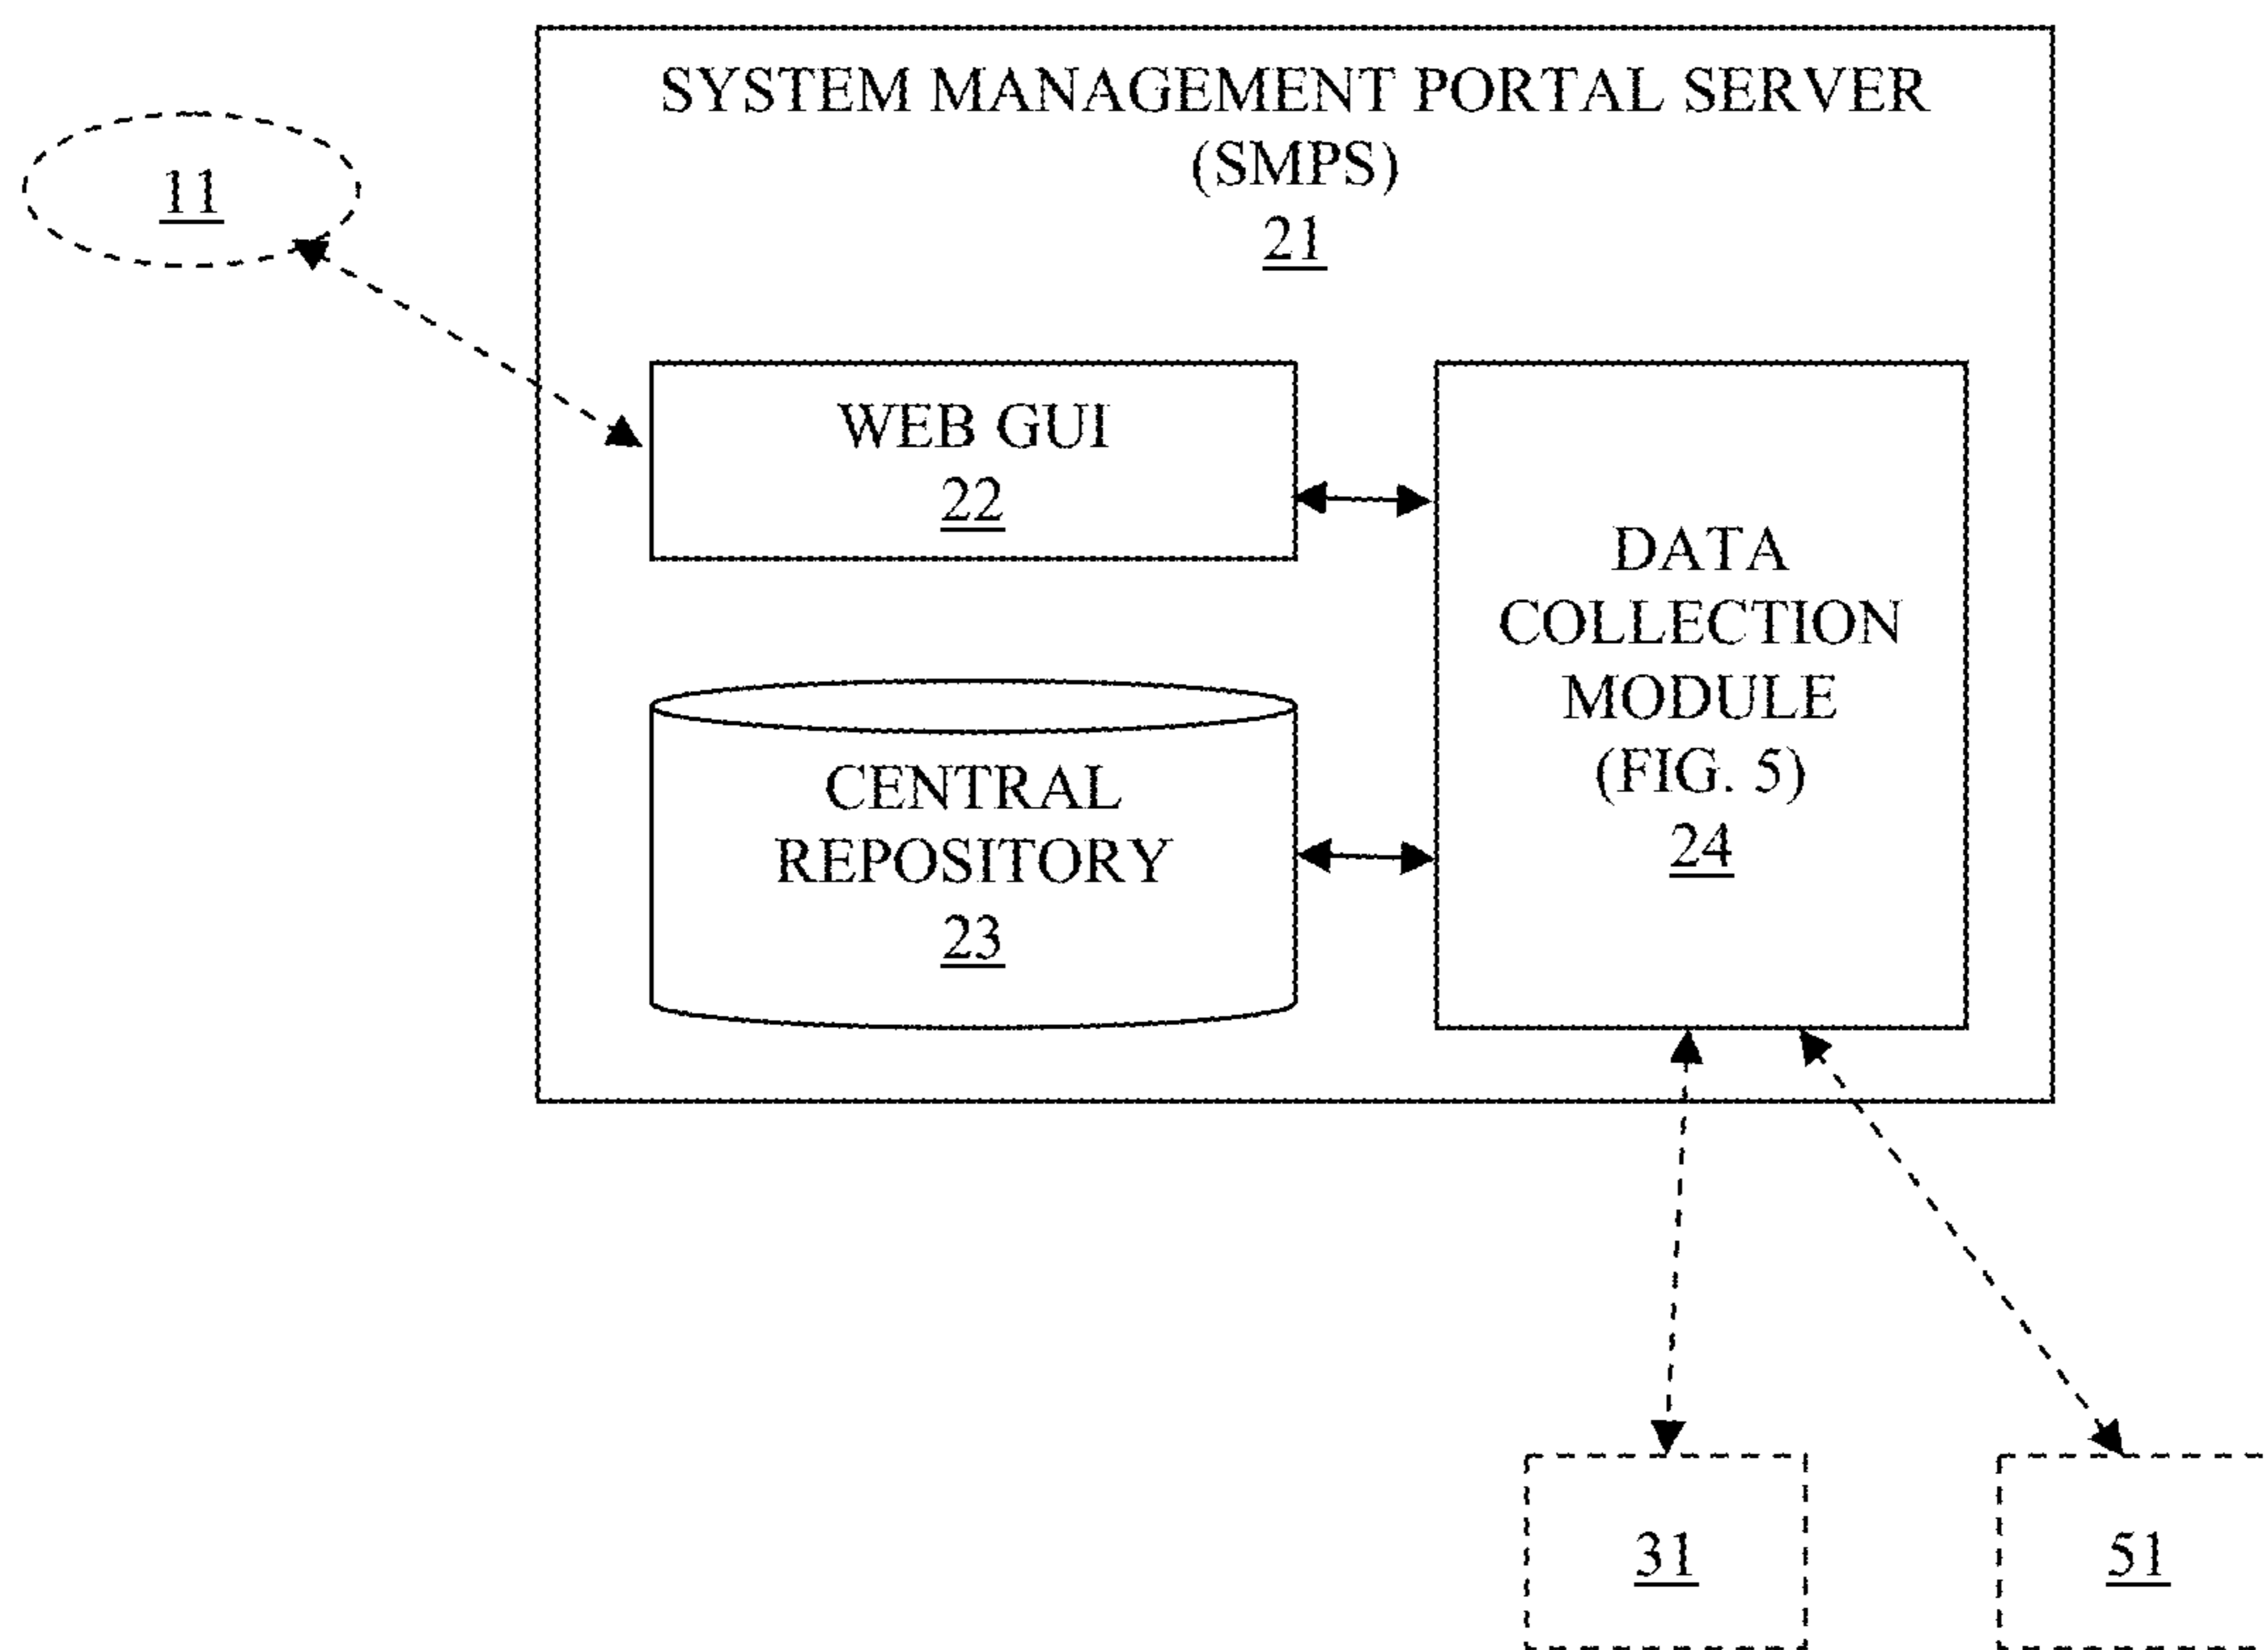 SYSTEM MANAGEMENT PORTAL SERVER
(SMPS)
21
11
WEB GUI
22
DATA
COLLECTION
MODULE
(FIG. 5)
24
CENTRAL
REPOSITORY
23
31
51